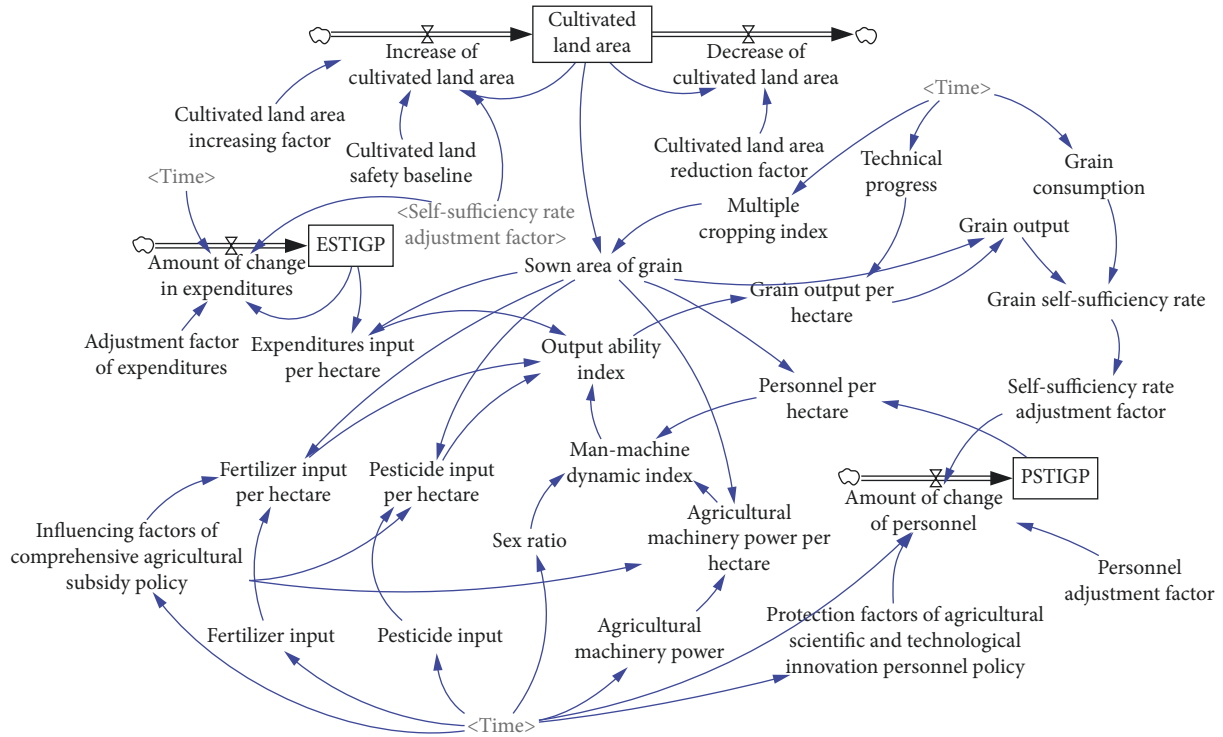 Cultivated
land area
Increase of
cultivated land area
Decrease of
cultivated land area
<Time>
Cultivated land area
increasing factor
Cultivated land
safety baseline
Cultivated land area
reduction factor
Technical
progress
Grain
consumption
<Time>
<Self-sufficiency rate
adjustment factor>
Multiple
cropping index
Grain output
ESTIGP
Amount of change
in expenditures
Sown area of grain
Grain output per
hectare
Grain self-sufficiency rate
Adjustment factor
of expenditures
Expenditures input
per hectare
Output ability
index
Personnel per
hectare
Self-sufficiency rate
adjustment factor
Fertilizer input
per hectare
Pesticide input
per hectare
Man-machine
dynamic index
PSTIGP
Amount of change
of personnel
Influencing factors of
comprehensive agricultural
subsidy policy
Sex ratio
Agricultural
machinery power per
hectare
Personnel
adjustment factor
Fertilizer input
Pesticide input
Agricultural
machinery power
Protection factors of agricultural
scientific and technological
innovation personnel policy
<Time>